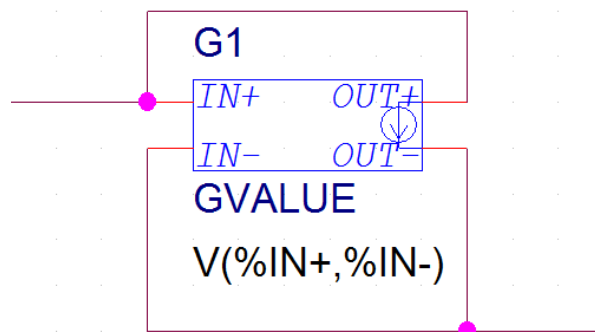 G1
IN+ OUT+
IN- OUT-
GVALUE
V(%IN+,%IN-)